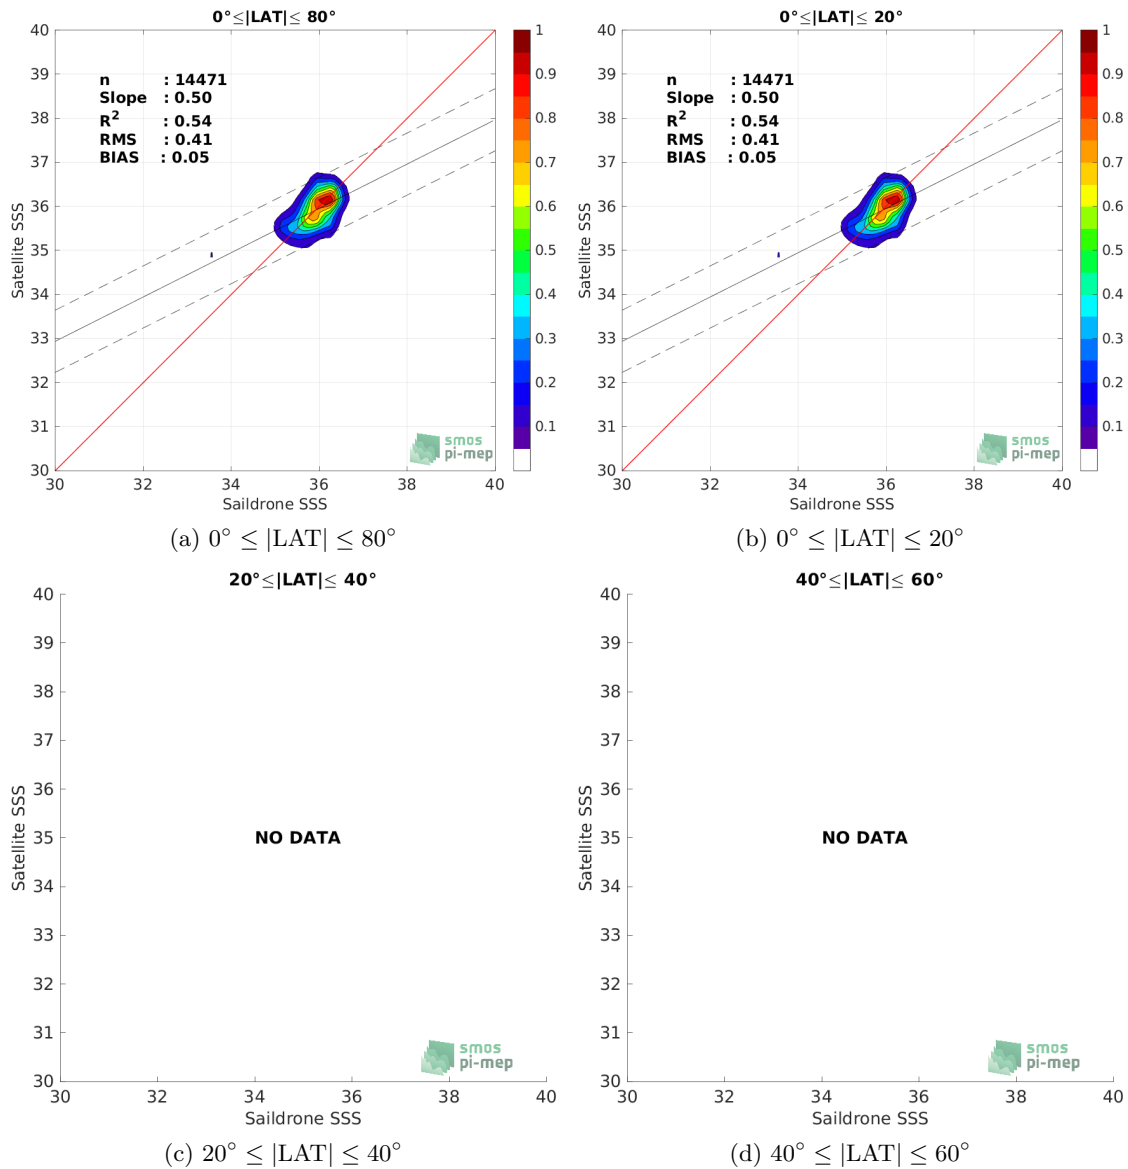 0°≤|LAT|≤ 80°
n : 14471
Slope : 0.50
R2 : 0.54
RMS : 0.41
BIAS : 0.05
40
39
38
37
36
35
34
33
32
31
30
Satellite SSS
30
32
34
36
38
40
Saildrone SSS
1
0.9
0.8
0.7
0.6
0.5
0.4
0.3
0.2
0.1
smos
pi-mep
(a) 0° ≤ |LAT| ≤ 80°
0°≤|LAT|≤ 20°
n : 14471
Slope : 0.50
R2 : 0.54
RMS : 0.41
BIAS : 0.05
40
39
38
37
36
35
34
33
32
31
30
Satellite SSS
30
32
34
36
38
40
Saildrone SSS
1
0.9
0.8
0.7
0.6
0.5
0.4
0.3
0.2
0.1
smos
pi-mep
(b) 0° ≤ |LAT| ≤ 20°
20°≤|LAT|≤ 40°
40
39
38
37
36
35
34
33
32
31
30
Satellite SSS
NO DATA
30
32
34
36
38
40
Saildrone SSS
smos
pi-mep
(c) 20° ≤ |LAT| ≤ 40°
40°≤|LAT|≤ 60°
40
39
38
37
36
35
34
33
32
31
30
Satellite SSS
NO DATA
30
32
34
36
38
40
Saildrone SSS
smos
pi-mep
(d) 40° ≤ |LAT| ≤ 60°